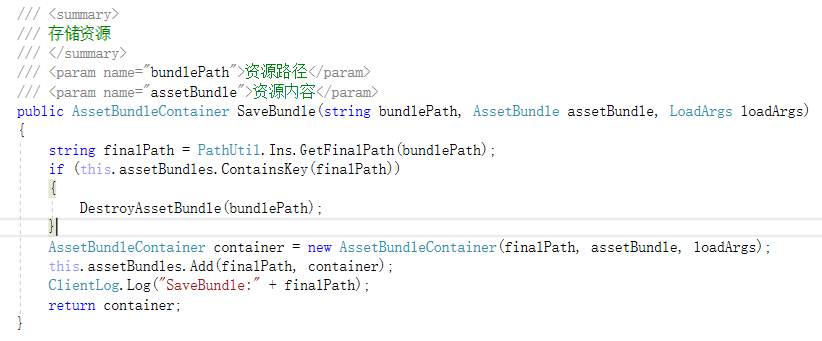 /// <summary>
/// 存储资源
/// </summary>
/// <param name="bundlePath">资源路径</param>
/// <param name="assetBundle">资源内容</param>
public AssetBundleContainer SaveBundle(string bundlePath, AssetBundle assetBundle, LoadArgs loadArgs)
{
    string finalPath = PathUtil.Ins.GetFinalPath(bundlePath);
    if (this.assetBundles.ContainsKey(finalPath))
    {
        DestroyAssetBundle(bundlePath);
    }
    AssetBundleContainer container = new AssetBundleContainer(finalPath, assetBundle, loadArgs);
    this.assetBundles.Add(finalPath, container);
    ClientLog.Log("SaveBundle:" + finalPath);
    return container;
}